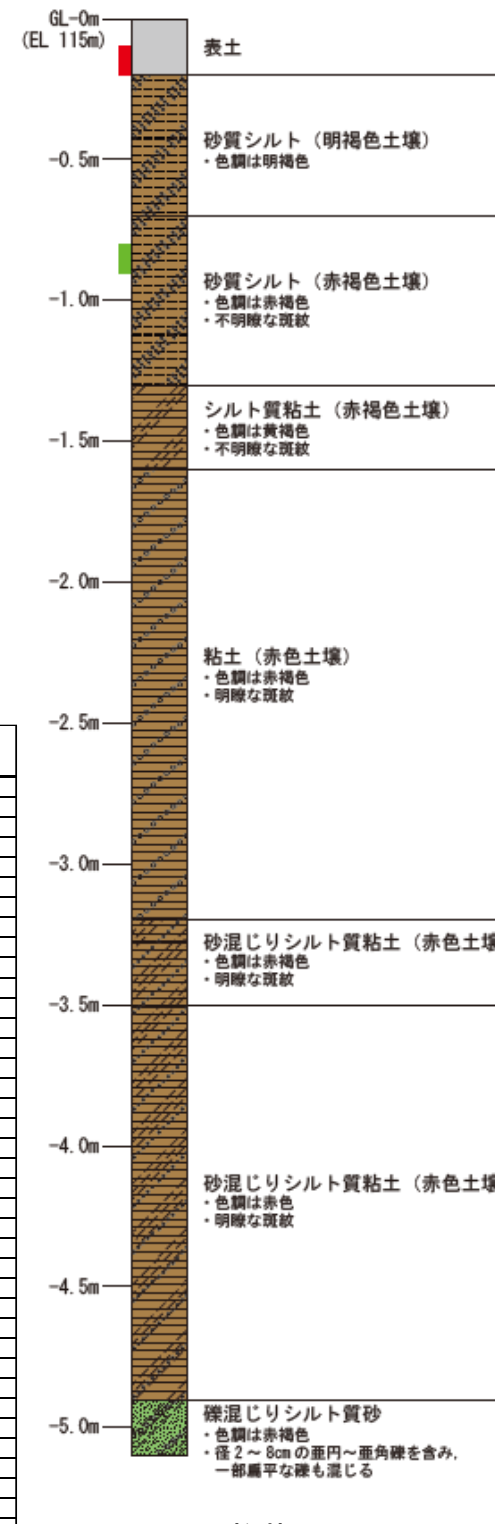 GL-0m
(EL 115m)
表土
砂質シルト（明褐色土壌）
・色調は明褐色
-0.5m
砂質シルト（赤褐色土壌）
・色調は赤褐色
・不明瞭な斑紋
-1.0m
シルト質粘土（赤褐色土壌）
・色調は黄褐色
・不明瞭な斑紋
-1.5m
-2.0m
粘土（赤色土壌）
・色調は赤褐色
・明瞭な斑紋
-2.5m
-3.0m
砂混じりシルト質粘土（赤色土壌
・色調は赤褐色
・明瞭な斑紋
-3.5m
-4.0m
砂混じりシルト質粘土（赤色土壌
・色調は赤色
・明瞭な斑紋
-4.5m
礫混じりシルト質砂
・色調は赤褐色
・径2～8cmの亜円～亜角礫を含み，
一部扁平な礫も混じる
-5.0m